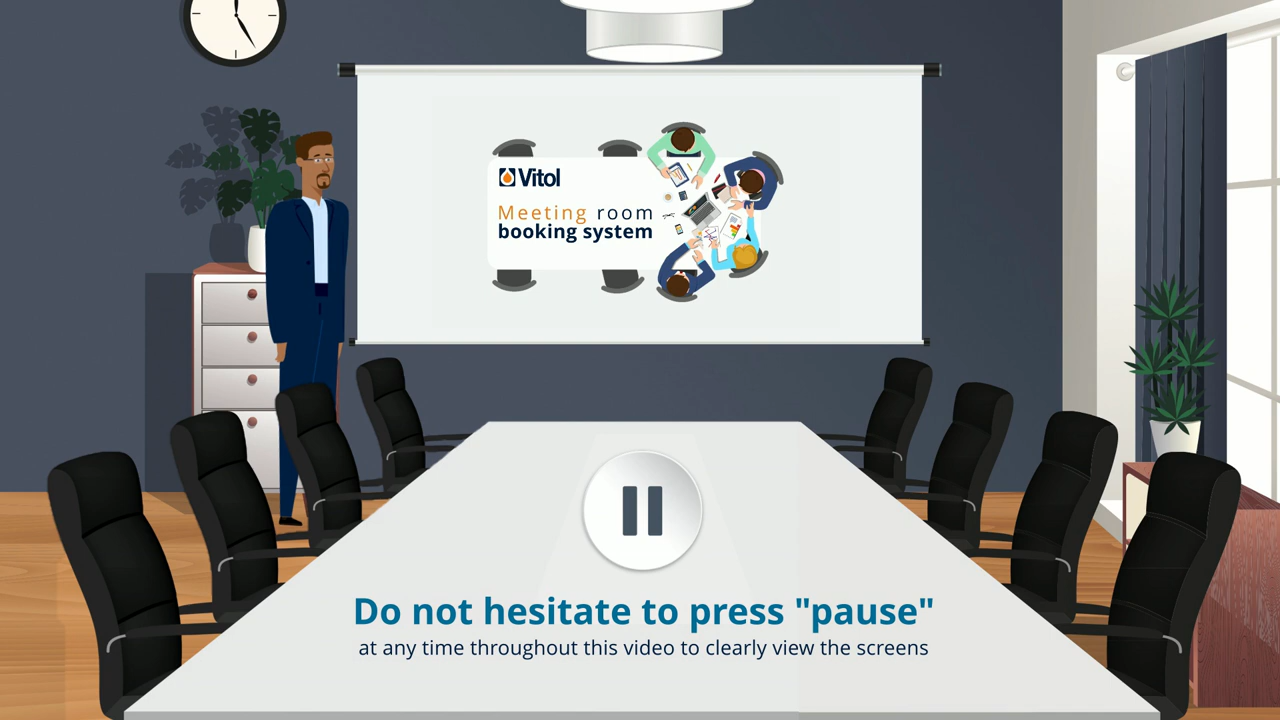 Vitol
Meeting room
booking system
Do not hesitate to press "pause"
at any time throughout this video to clearly view the screens